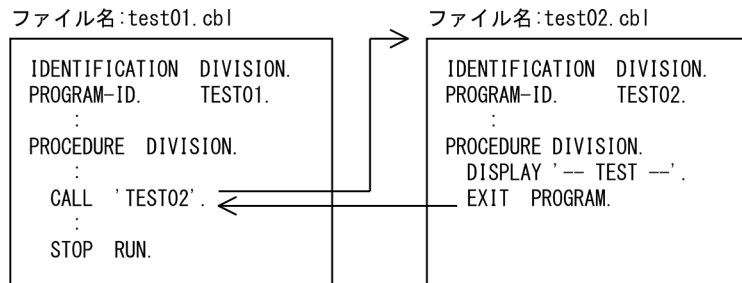 ファイル名:test01.cbl
IDENTIFICATION DIVISION.
PROGRAM-ID. TEST01.
:
PROCEDURE DIVISION.
:
CALL 'TEST02'.
:
STOP RUN.
ファイル名:test02.cbl
IDENTIFICATION DIVISION.
PROGRAM-ID. TEST02.
:
PROCEDURE DIVISION.
DISPLAY '-- TEST --'.
EXIT PROGRAM.